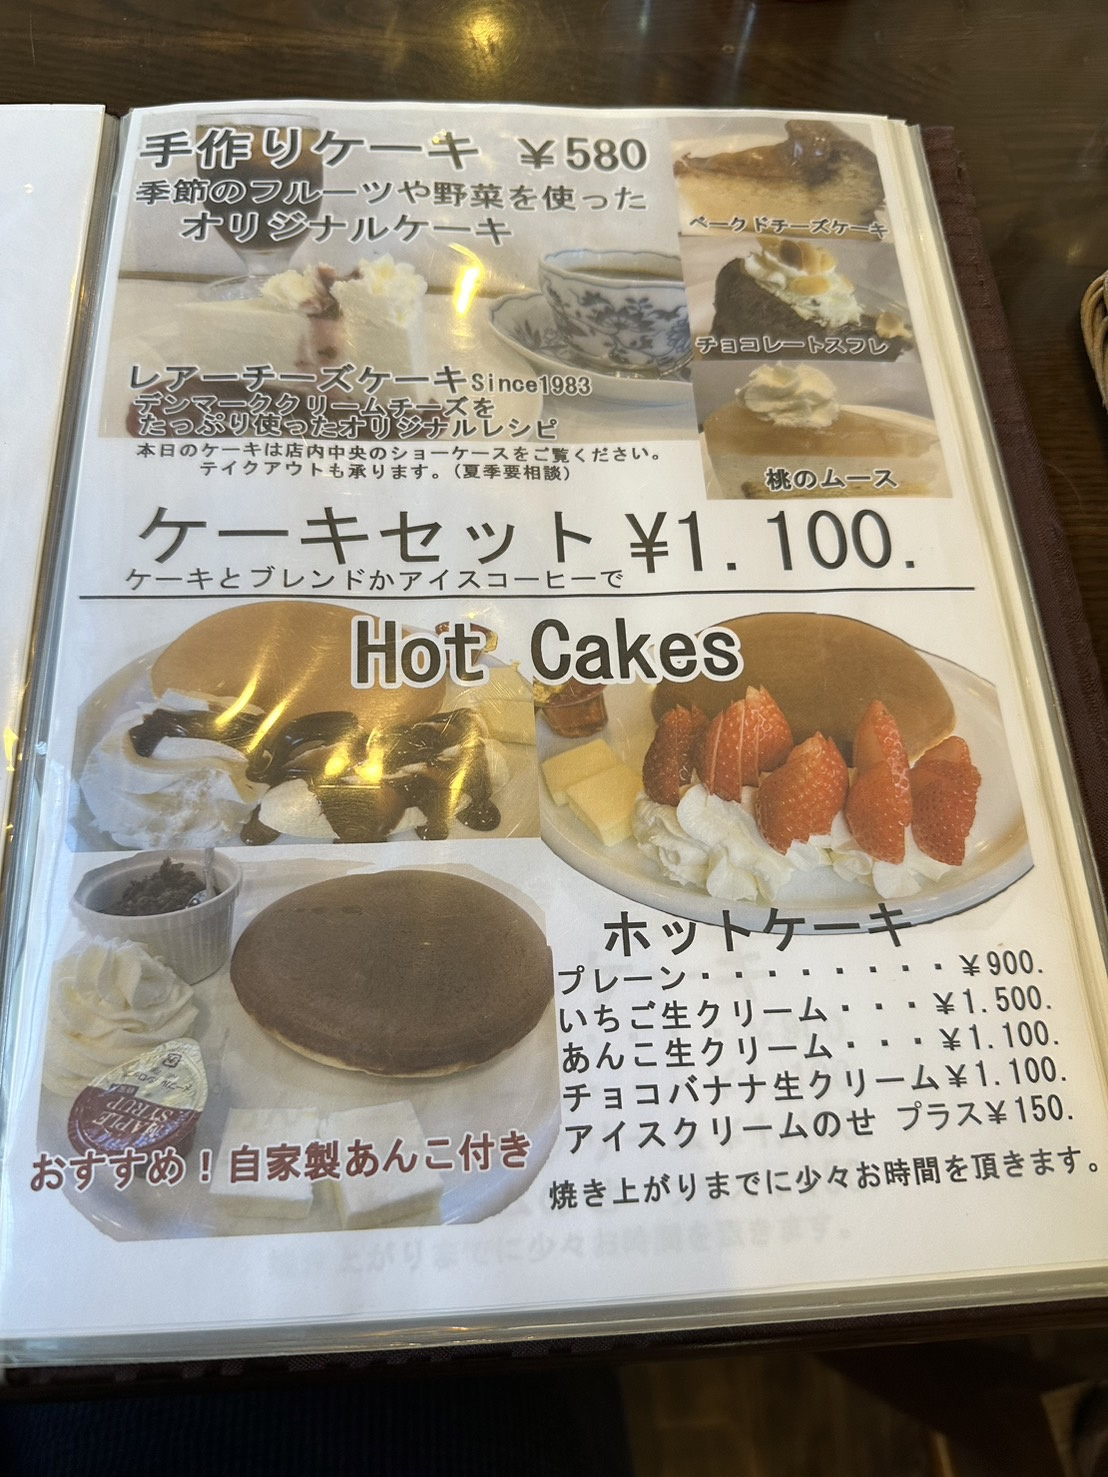 手作りケーキ ￥580
季節のフルーツや野菜を使った
オリジナルケーキ
ベークドチーズケーキ
チョコレートスフレ
レアーチーズケーキSince1983
デンマーククリームチーズを
たっぷり使ったオリジナルレシピ
本日のケーキは店内中央のショーケースをご覧ください。
テイクアウトも承ります。(夏季要相談)
桃のムース
ケーキセット ¥1.100.
ケーキとブレンドかアイスコーヒーで
Hot Cakes
ホットケーキ
プレーン・・・・・・・・・￥900.
いちご生クリーム・・・￥1.500.
あんこ生クリーム・・・￥1.100.
チョコバナナ生クリーム￥1.100.
アイスクリームのせ プラス￥150.
焼き上がりまでに少々お時間を頂きます。
MAPLE
SYRUP
おすすめ！自家製あんこ付き